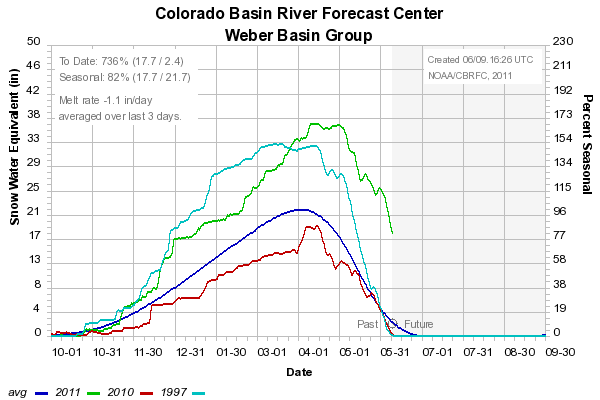 Colorado Basin River Forecast Center
Weber Basin Group
To Date: 736% (17.7 / 2.4)
Seasonal: 82% (17.7 / 21.7)
Melt rate -1.1 in/day
averaged over last 3 days.
Created 06/09.16:26 UTC
NOAA/CBRFC, 2011
Snow Water Equivalent (in)
50
46
42
38
33
29
25
21
17
13
8
4
0
Percent Seasonal
230
211
192
173
154
134
115
96
77
58
38
19
0
Past
Future
10-01 10-31 11-30 12-31 01-30 03-01 04-01 05-01 05-31 07-01 07-31 08-30 09-30
Date
avg 2011 2010 1997